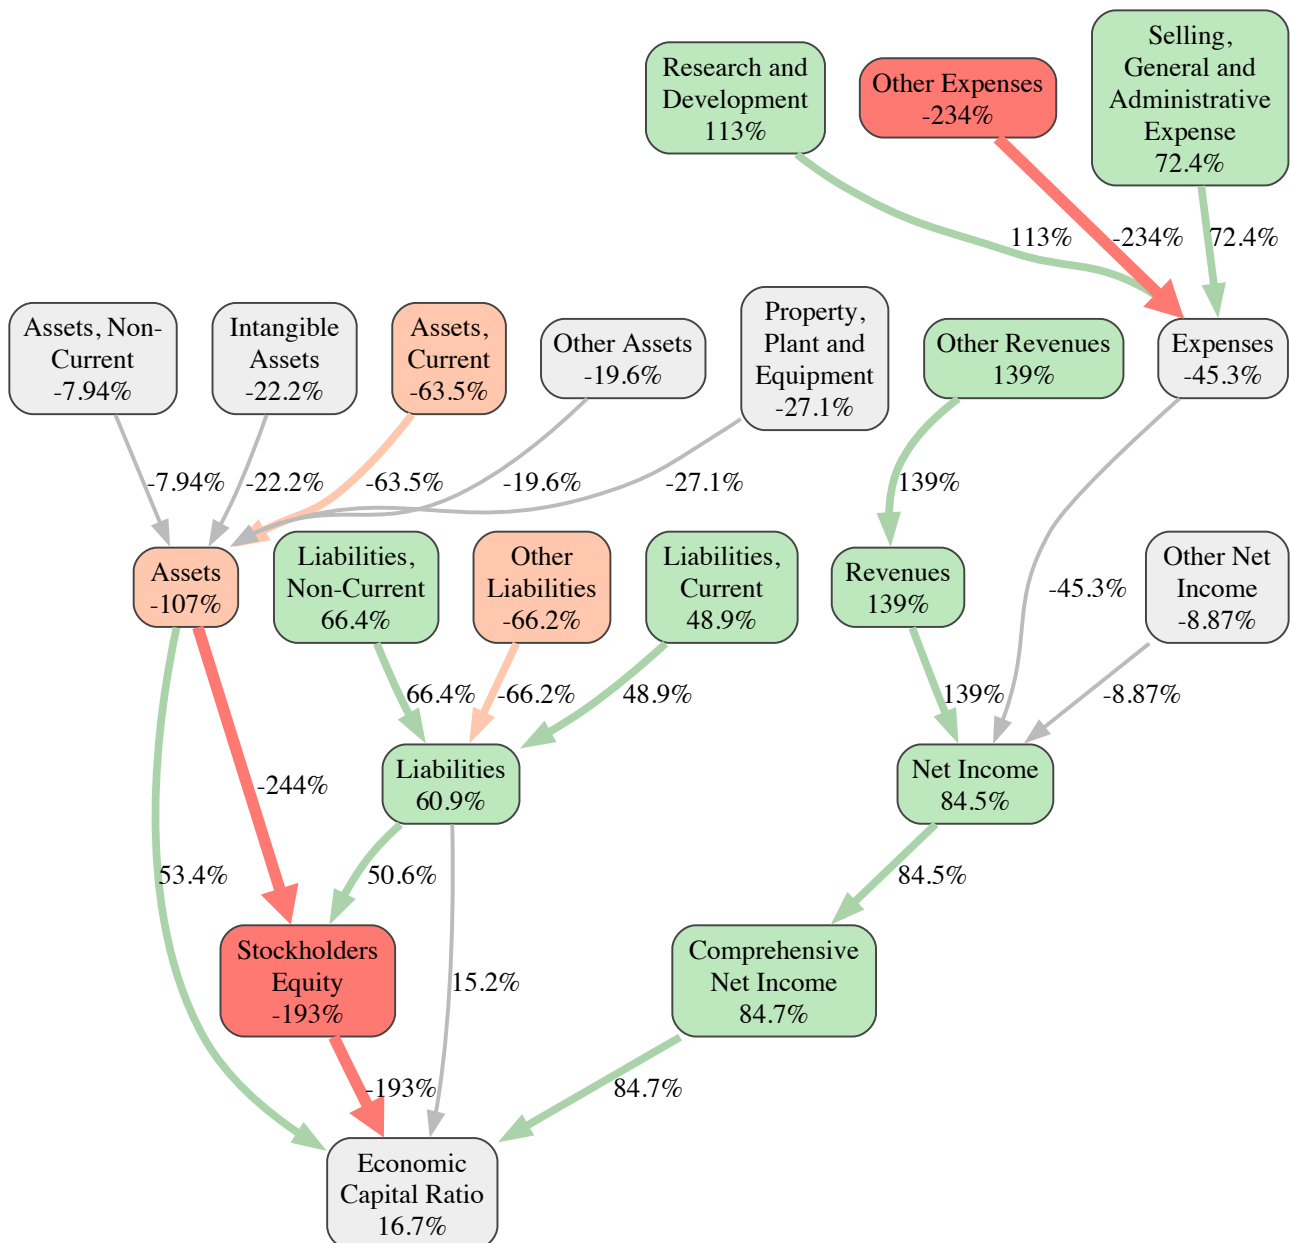 Selling,
General and
Administrative
Expense
72.4%
Research and
Development
113%
Other Expenses
-234%
113%
-234%
72.4%
Assets, Non-
Current
-7.94%
Intangible
Assets
-22.2%
Assets,
Current
-63.5%
Other Assets
-19.6%
Property,
Plant and
Equipment
-27.1%
Other Revenues
139%
Expenses
-45.3%
-7.94%
-22.2%
-63.5%
-19.6%
-27.1%
139%
Assets
-107%
Liabilities,
Non-Current
66.4%
Other
Liabilities
-66.2%
Liabilities,
Current
48.9%
Revenues
139%
-45.3%
Other Net
Income
-8.87%
66.4%
-66.2%
48.9%
139%
-8.87%
-244%
Liabilities
60.9%
Net Income
84.5%
53.4%
50.6%
84.5%
Stockholders
Equity
-193%
15.2%
Comprehensive
Net Income
84.7%
-193%
84.7%
Economic
Capital Ratio
16.7%